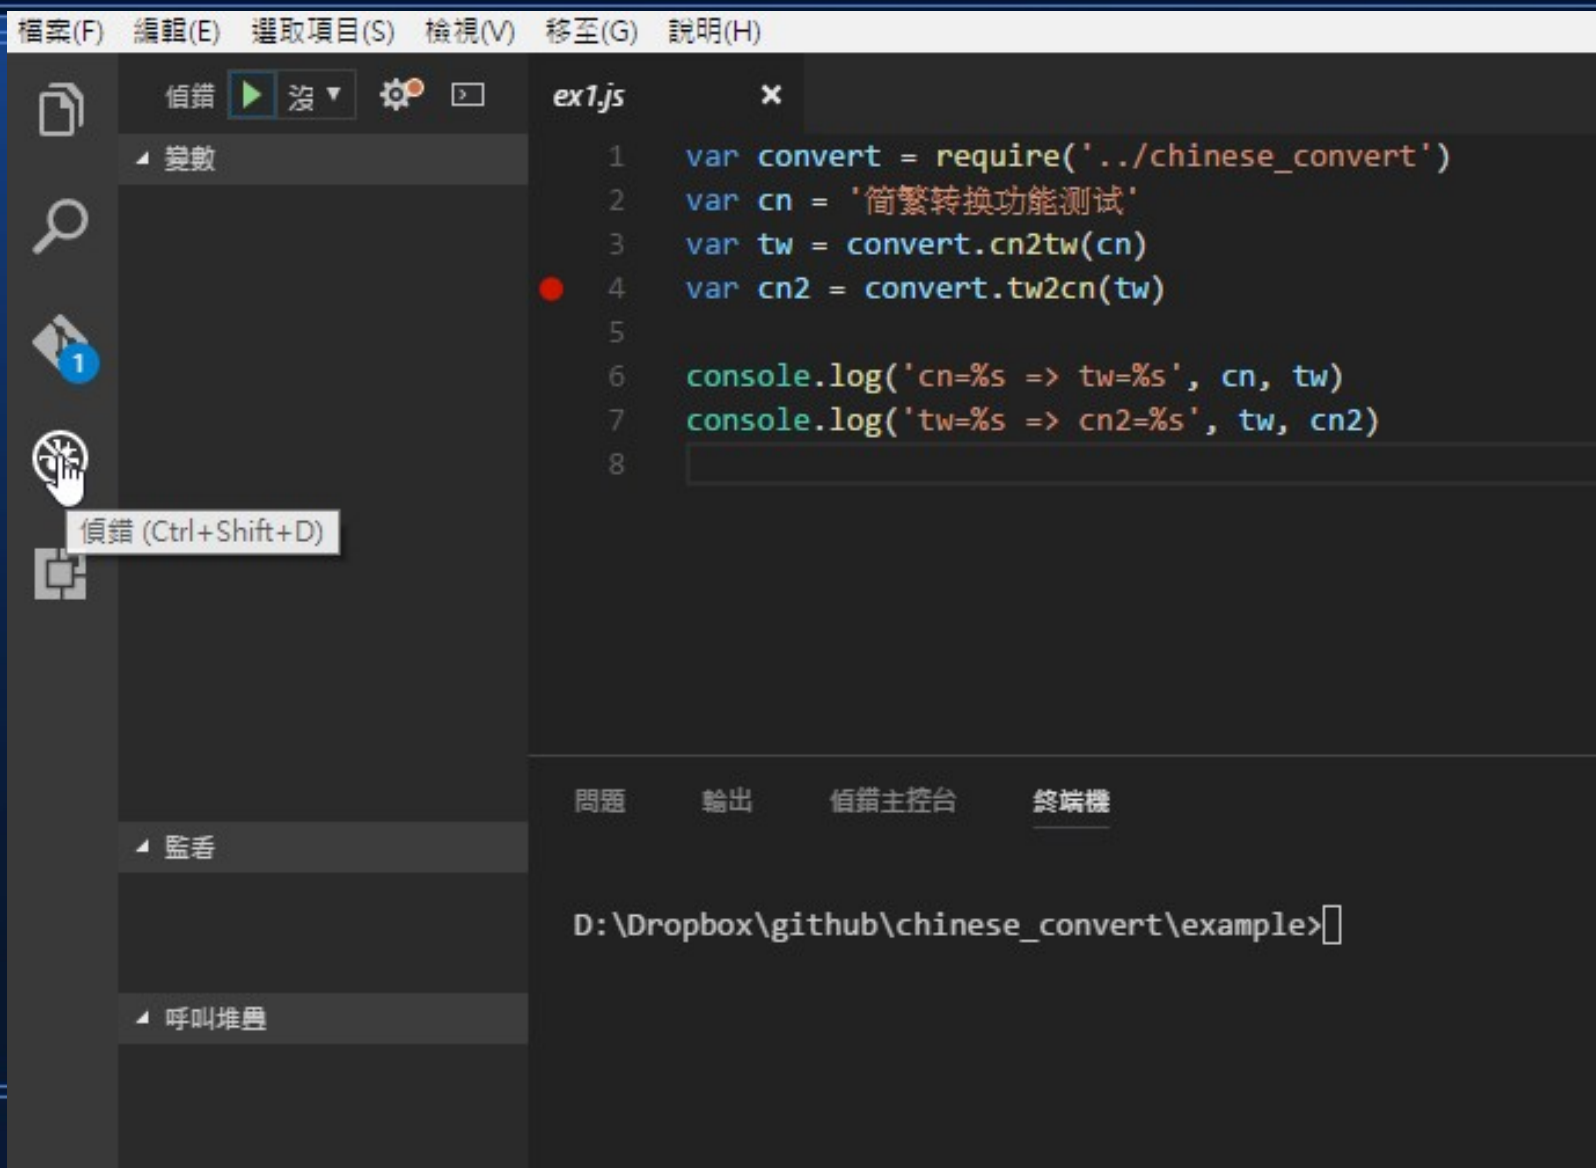 檔案(F) 編輯(E) 選取項目(S) 檢視(V) 移至(G) 說明(H)
偵錯 沒
ex1.js
變數
1 var convert = require('../chinese_convert')
2 var cn = '简繁转换功能测试'
3 var tw = convert.cn2tw(cn)
4 var cn2 = convert.tw2cn(tw)
5
6 console.log('cn=%s => tw=%s', cn, tw)
7 console.log('tw=%s => cn2=%s', tw, cn2)
8
1
偵錯 (Ctrl+Shift+D)
問題 輸出 偵錯主控台 終端機
監看
D:\Dropbox\github\chinese_convert\example>
呼叫堆疊